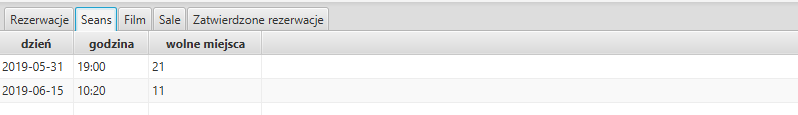 Rezerwacje Seans Film Sale Zatwierdzone rezerwacje
dzień godzina wolne miejsca
2019-05-31 19:00 21
2019-06-15 10:20 11